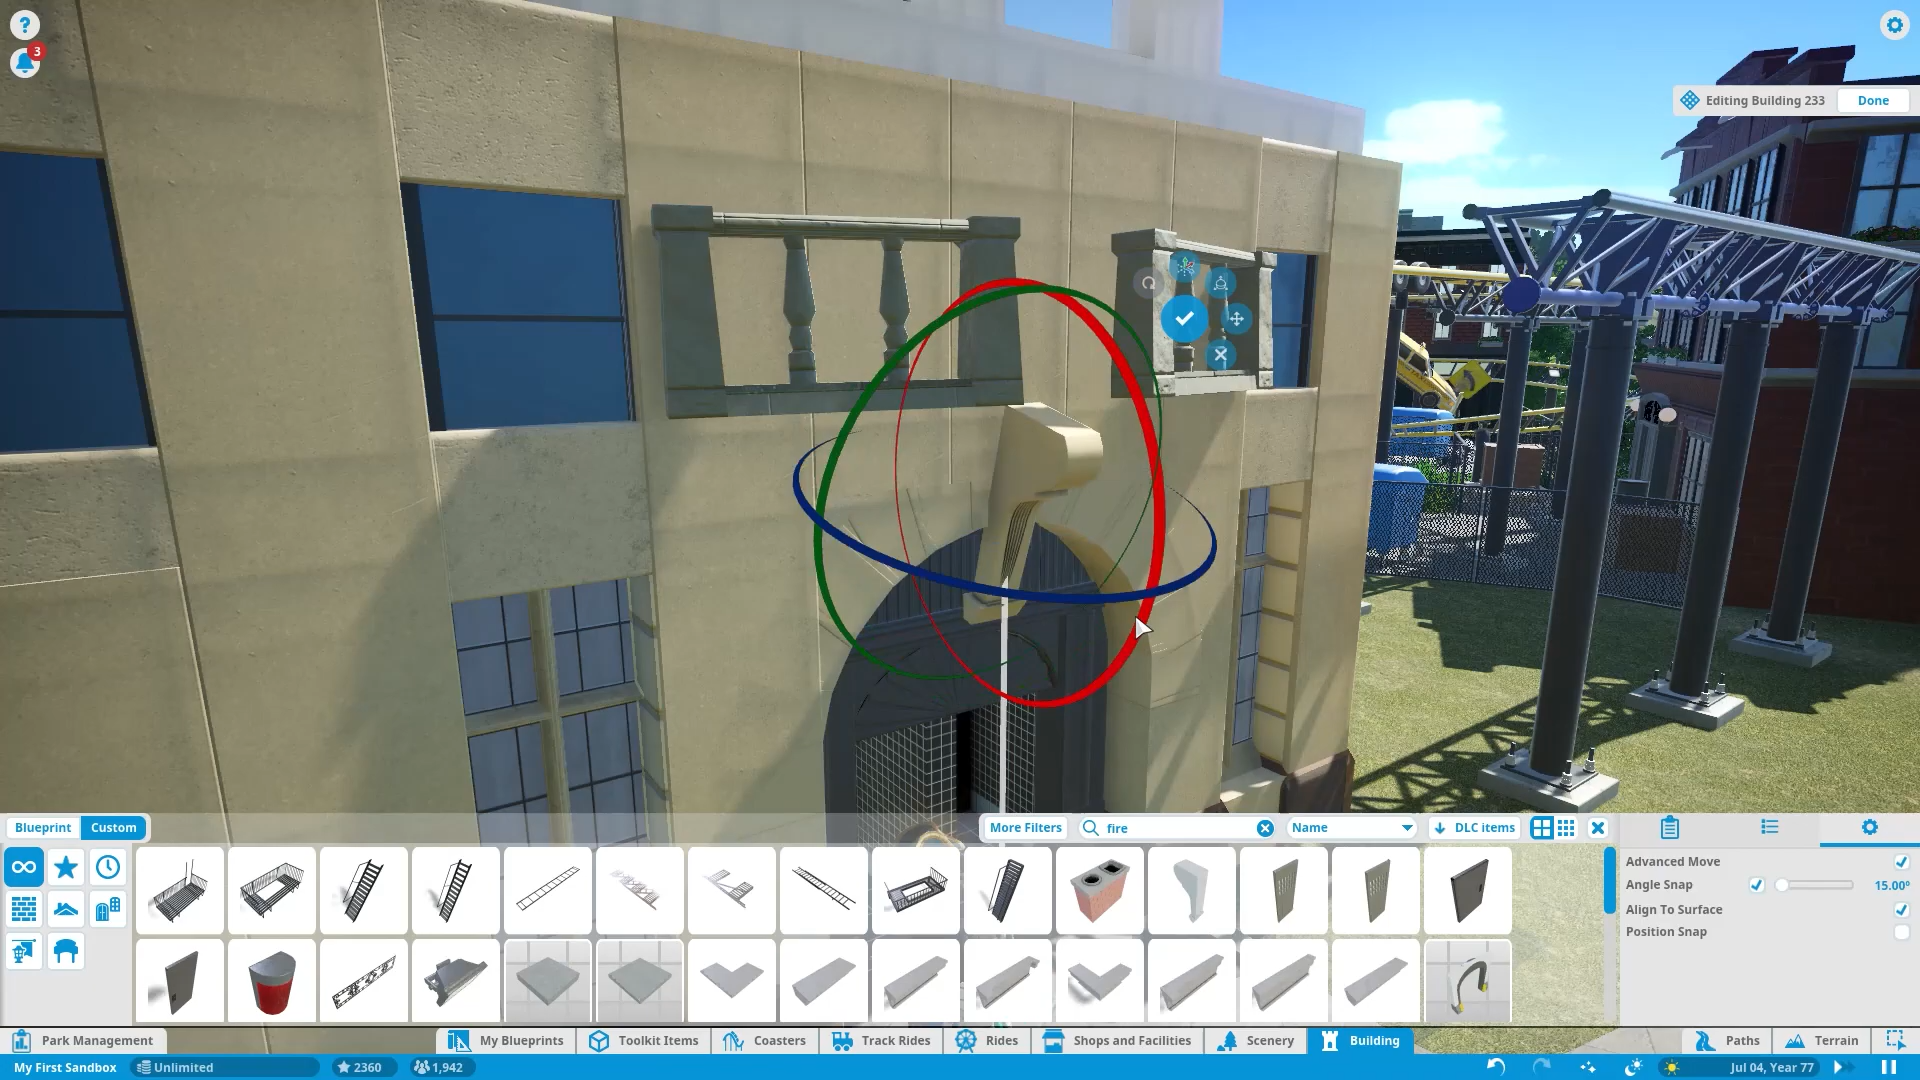 ?
3
Editing Building 233
Done
Blueprint
Custom
More Filters
fire
Name
DLC items
Advanced Move
Angle Snap
15.00°
Align To Surface
Position Snap
Park Management
My Blueprints
Toolkit Items
Coasters
Track Rides
Rides
Shops and Facilities
Scenery
Building
Paths
Terrain
My First Sandbox
Unlimited
2360
1,942
Jul 04, Year 77